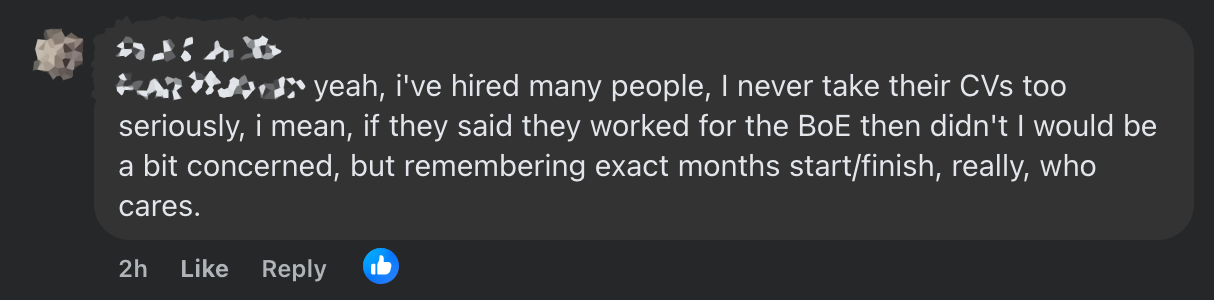 yeah, i've hired many people, I never take their CVs too
seriously, i mean, if they said they worked for the BoE then didn't I would be
a bit concerned, but remembering exact months start/finish, really, who
cares.
2h Like Reply